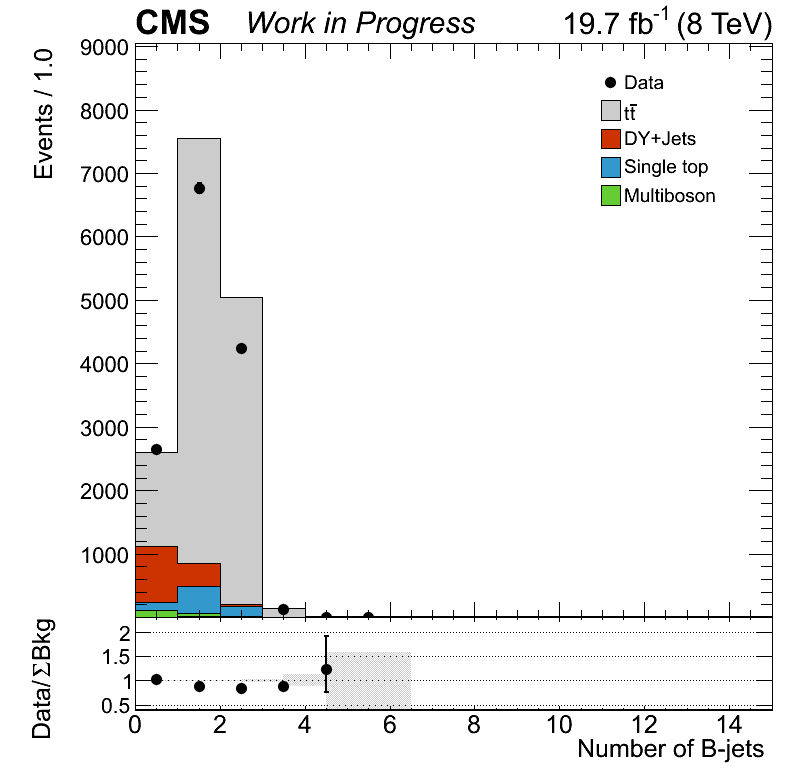 CMS Work in Progress 19.7 fb⁻¹ (8 TeV)
Events / 1.0
9000
8000
7000
6000
5000
4000
3000
2000
1000
Data
tt̄
DY+Jets
Single top
Multiboson
Data/ΣBkg
2
1.5
1
0.5
0 2 4 6 8 10 12 14
Number of B-jets